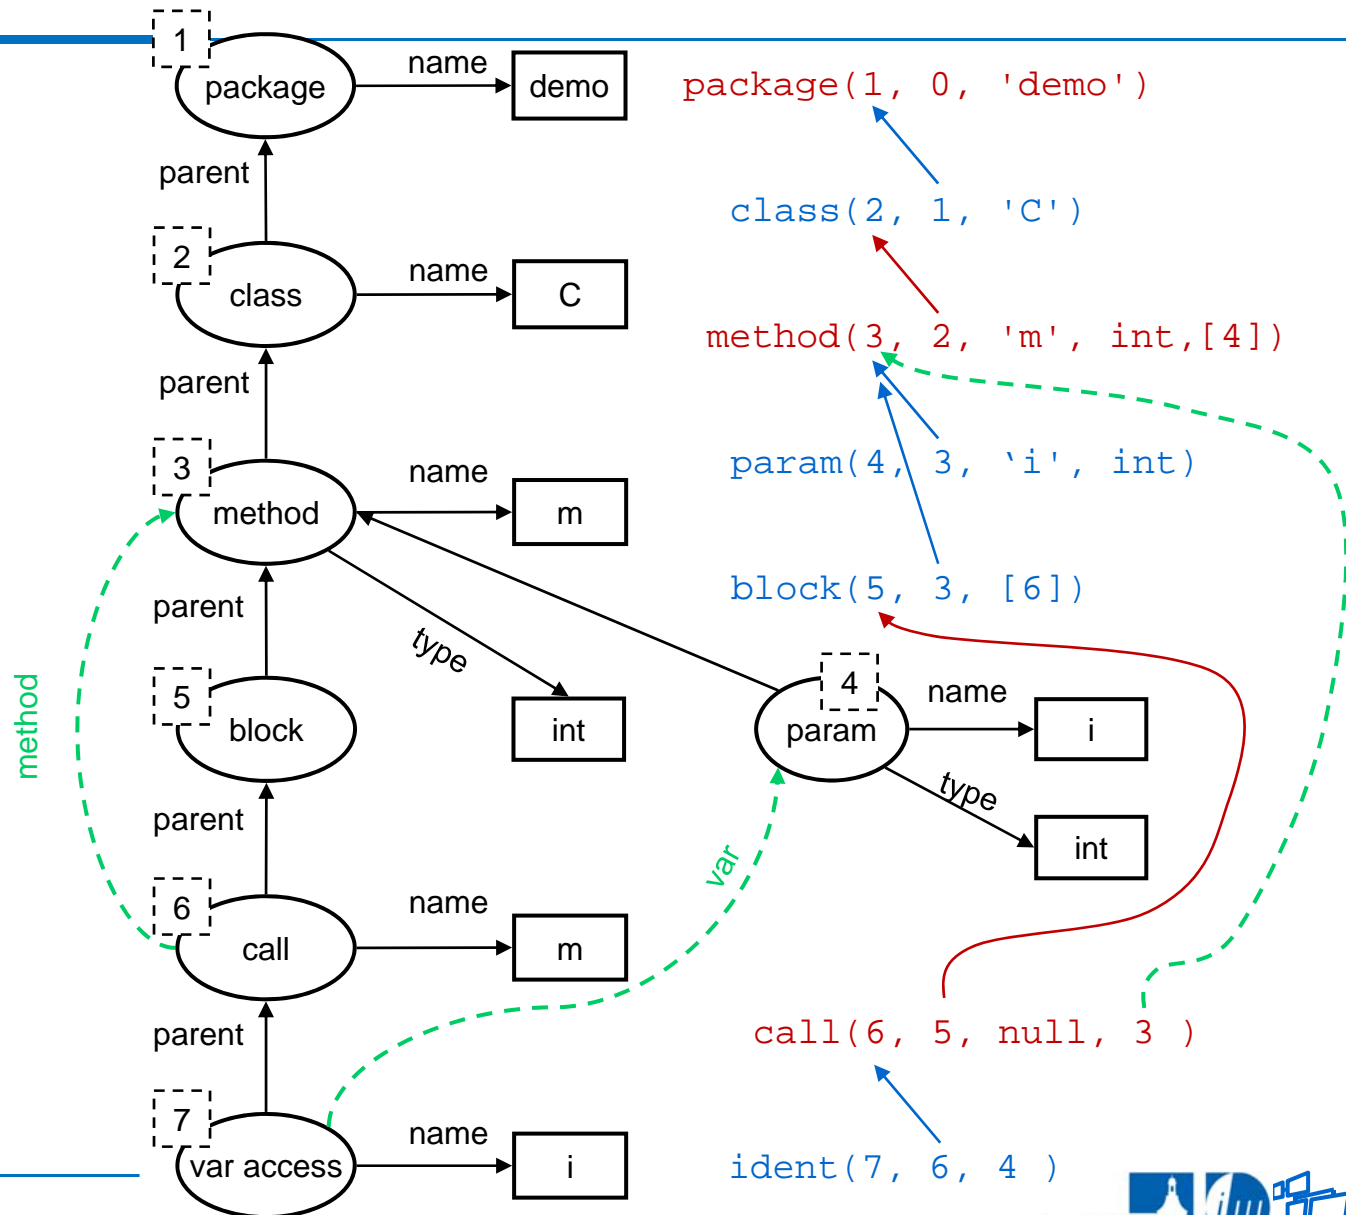 1
package
name
demo
package(1, 0, 'demo')
parent
class(2, 1, 'C')
2
class
name
C
parent
method(3, 2, 'm', int,[4])
3
method
name
m
param(4, 3, ‵i', int)
parent
type
block(5, 3, [6])
method
5
block
int
4
param
name
i
type
int
parent
var
6
call
name
m
parent
call(6, 5, null, 3 )
7
var access
name
i
ident(7, 6, 4 )